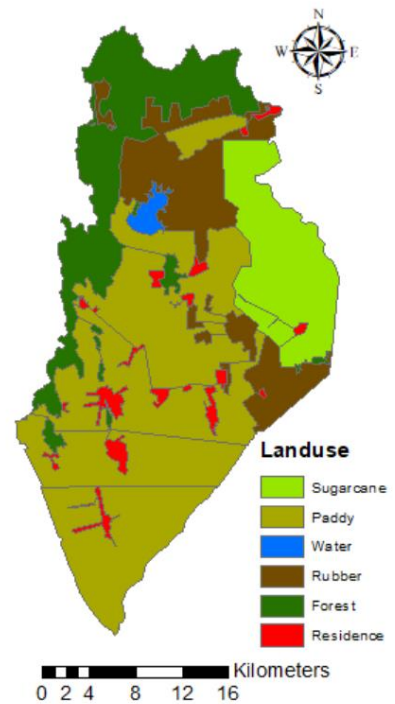 N
W E
S
Landuse
Sugarcane
Paddy
Water
Rubber
Forest
Residence
Kilometers
0 2 4 8 12 16